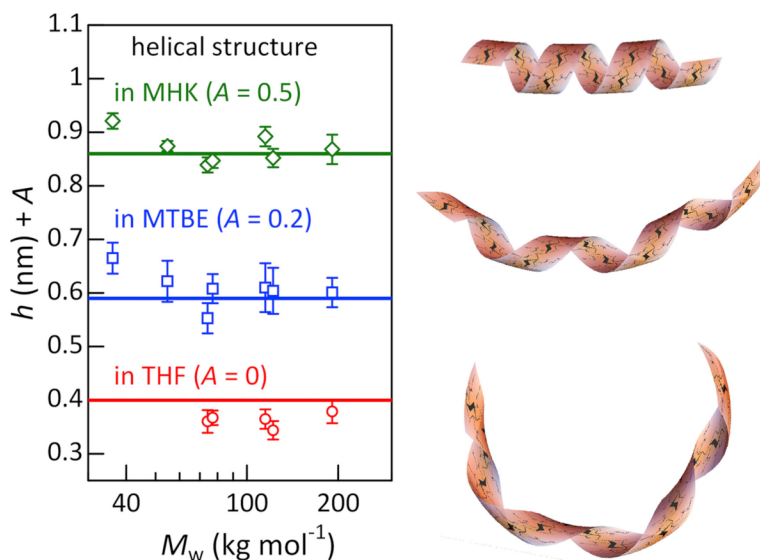 helical structure
in MHK (A = 0.5)
in MTBE (A = 0.2)
in THF (A = 0)
h (nm) + A
1.1
1
0.9
0.8
0.7
0.6
0.5
0.4
0.3
40
100
200
Mw (kg mol⁻¹)